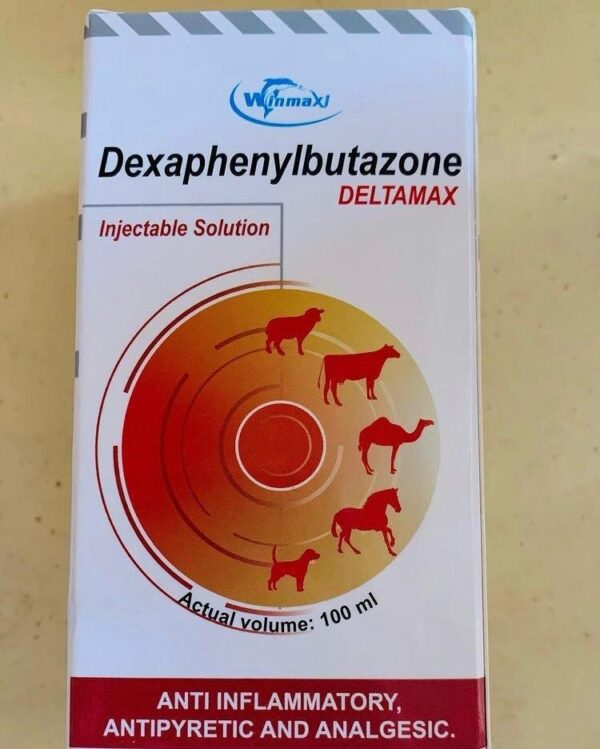 Winmaxi
Dexaphenylbutazone
DELTAMAX
Injectable Solution
Actual volume: 100 ml
ANTI INFLAMMATORY,
ANTIPYRETIC AND ANALGESIC.